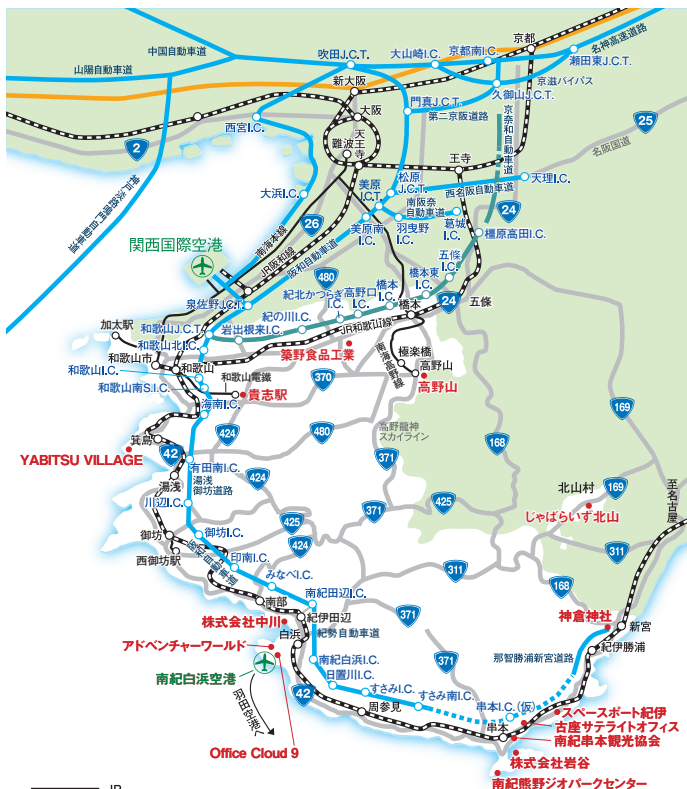 京都
名神高速道路
吹田J.C.T.
大山崎I.C.
京都南I.C.
瀬田東J.C.T.
中国自動車道
山陽自動車道
新大阪
京滋バイパス
久御山J.C.T.
門真J.C.T.
第二京阪道路
京奈和自動車道
西宮I.C.
大阪
難波
天王寺
王寺
2
25
名阪国道
神戸淡路鳴門自動車道
大浜I.C.
松原
J.C.T.
美原
J.C.T
西名阪自動車道
天理I.C.
南阪奈
自動車道
26
美原南
I.C.
羽曳野
I.C.
葛城
I.C.
24
橿原高田I.C.
南海本線
JR阪和線
阪和自動車道
関西国際空港
480
五條
I.C.
橋本東
I.C.
橋本
I.C.
高野口
I.C.
紀北かつらぎ
I.C.
24
五條
泉佐野J.C.T.
紀の川I.C.
橋本
岩出根来I.C.
JR和歌山線
加太駅
和歌山J.C.T.
和歌山北I.C.
和歌山市
和歌山
和歌山I.C.
和歌山南S.I.C.
和歌山電鐵
貴志駅
築野食品工業
極楽橋
南海高野線
高野山
高野山
370
海南I.C.
424
480
高野龍神
スカイライン
168
169
箕島
YABITSU VILLAGE
42
有田南I.C.
湯浅
御坊道路
371
湯浅
424
川辺I.C.
425
371
425
北山村
169
じゃばらいず北山
至名古屋
御坊
御坊I.C.
西御坊駅
阪和自動車道
424
印南I.C.
311
311
みなべI.C.
168
南部
南紀田辺I.C.
株式会社中川
紀伊田辺
371
神倉神社
新宮
白浜
紀勢自動車道
アドベンチャーワールド
那智勝浦新宮道路
紀伊勝浦
南紀白浜空港
南紀白浜I.C.
371
日置川I.C.
42
すさみI.C.
すさみ南I.C.
羽田空港へ
周参見
串本I.C.(仮)
スペースポート紀伊
古座サテライトオフィス
串本
南紀串本観光協会
Office Cloud 9
株式会社岩谷
南紀熊野ジオパークセンター
JR